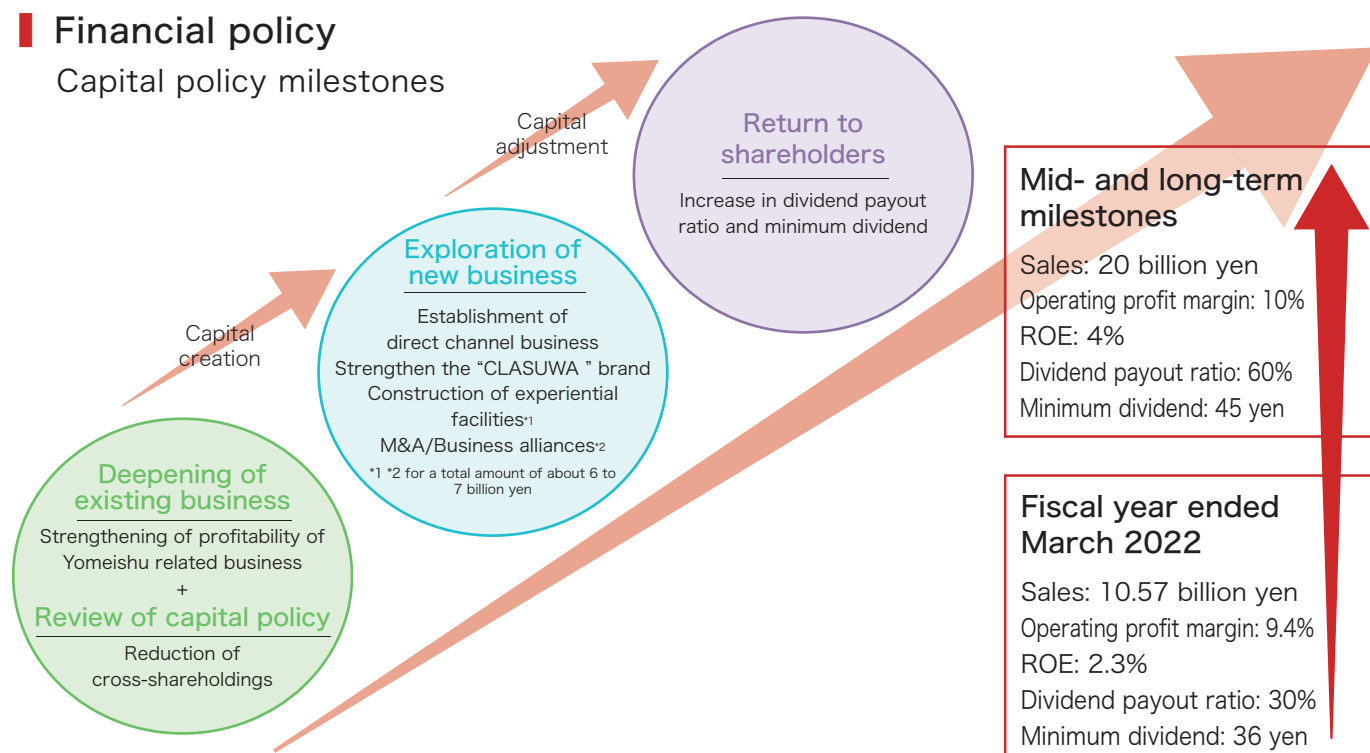 Financial policy
Capital policy milestones
Capital
creation
Capital
adjustment
Deepening of
existing business
Strengthening of profitability of
Yomeishu related business
+
Review of capital policy
Reduction of
cross-shareholdings
Exploration of
new business
Establishment of
direct channel business
Strengthen the “CLASUWA ” brand
Construction of experiential
facilities*1
M&A/Business alliances*2
*1 *2 for a total amount of about 6 to
7 billion yen
Return to
shareholders
Increase in dividend payout
ratio and minimum dividend
Mid- and long-term
milestones
Sales: 20 billion yen
Operating profit margin: 10%
ROE: 4%
Dividend payout ratio: 60%
Minimum dividend: 45 yen
Fiscal year ended
March 2022
Sales: 10.57 billion yen
Operating profit margin: 9.4%
ROE: 2.3%
Dividend payout ratio: 30%
Minimum dividend: 36 yen